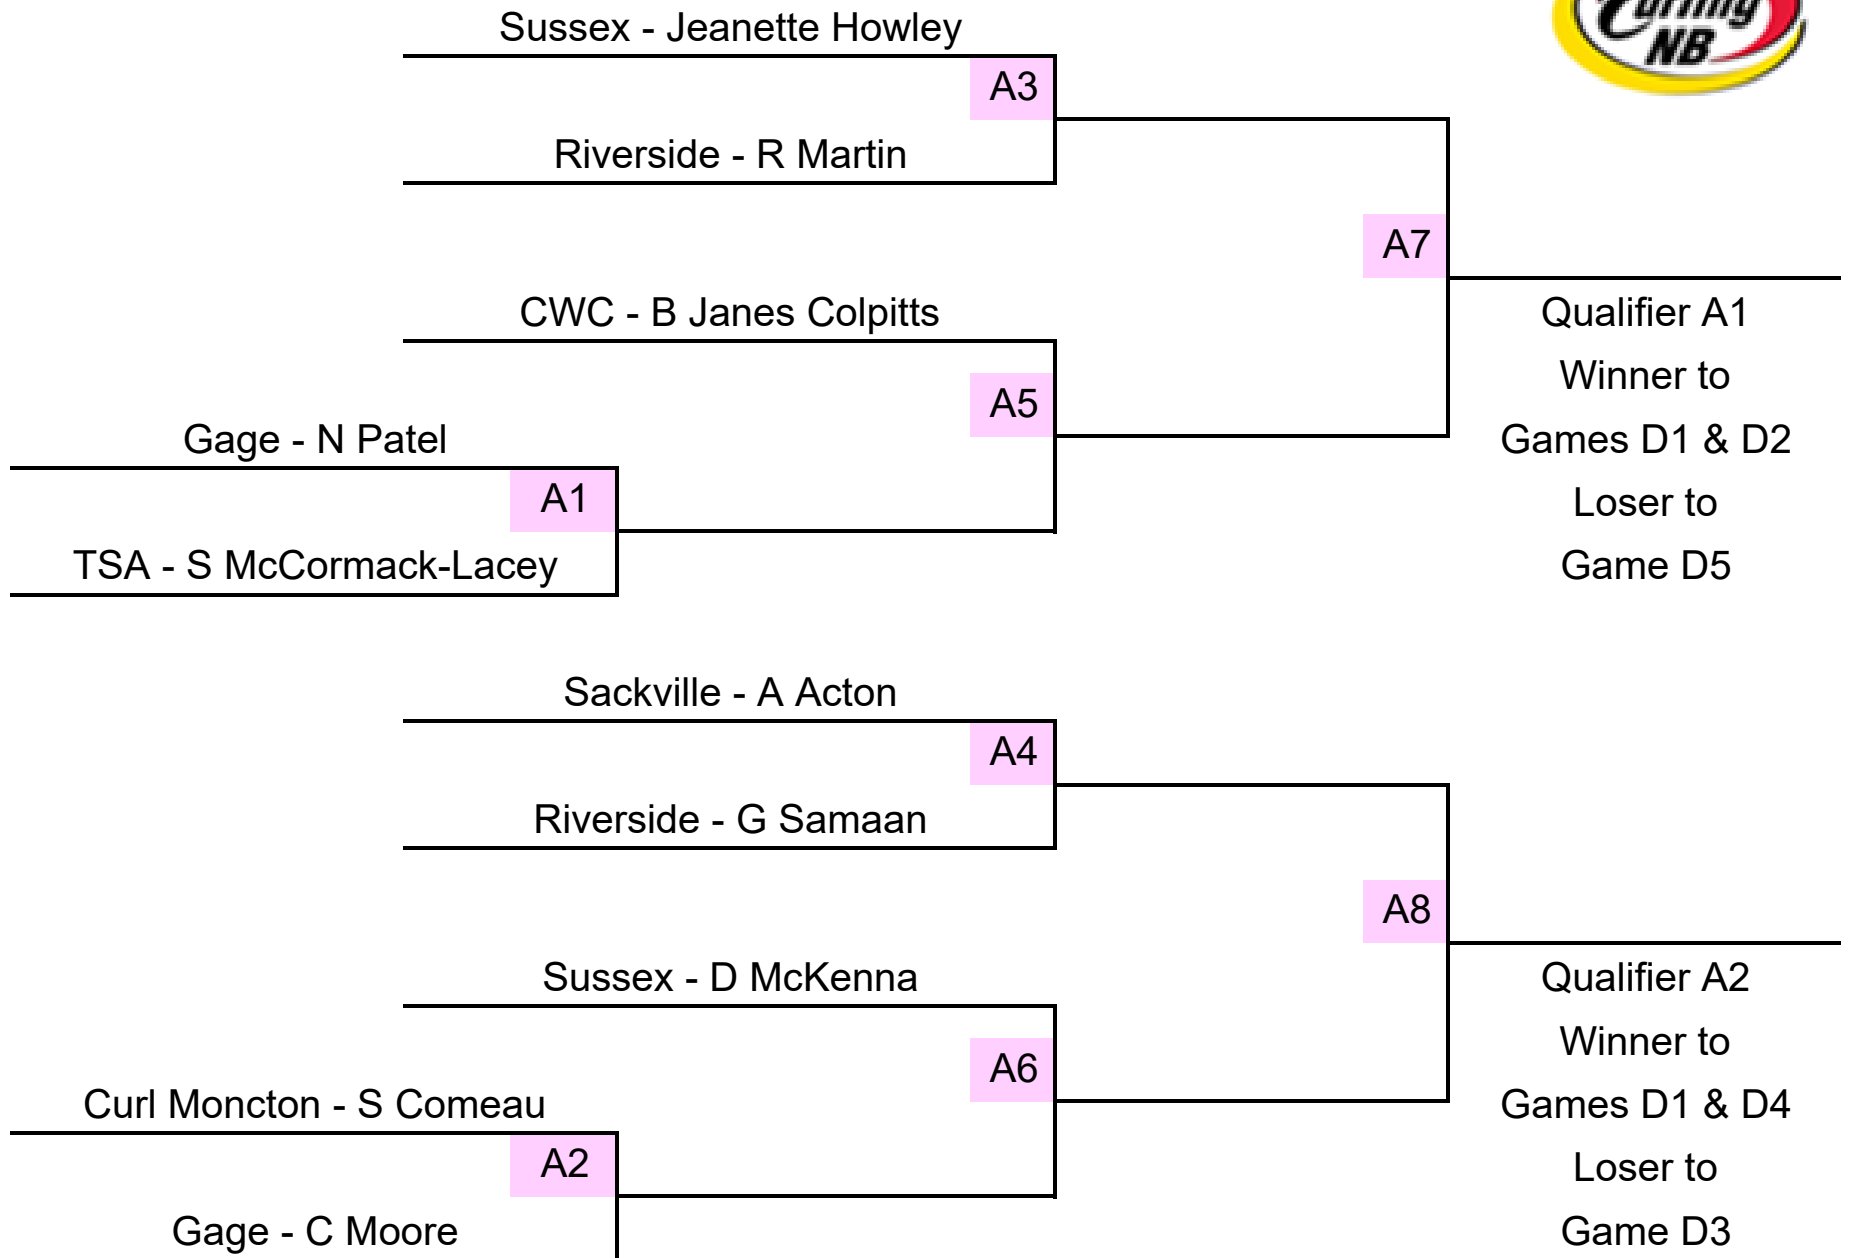 Sussex - Jeanette Howley
NB
A3
Riverside - R Martin
A7
CWC - B Janes Colpitts
Qualifier A1
Winner to
A5
Gage - N Patel
Games D1 & D2
A1
Loser to
TSA - S McCormack-Lacey
Game D5
Sackville - A Acton
A4
Riverside - G Samaan
A8
Sussex - D McKenna
Qualifier A2
Winner to
A6
Curl Moncton - S Comeau
Games D1 & D4
A2
Loser to
Gage - C Moore
Game D3